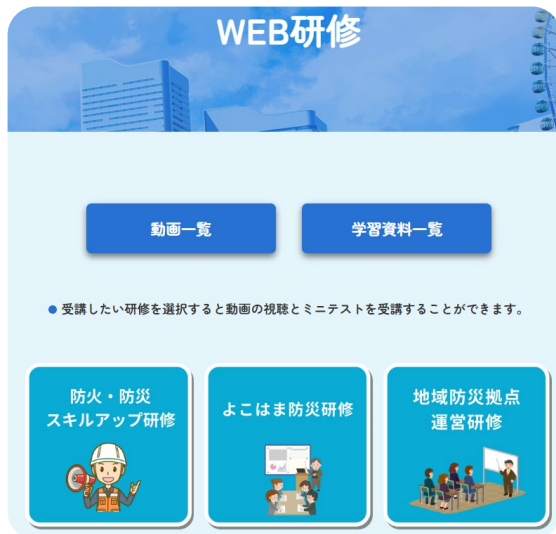 WEB研修
動画一覧
学習資料一覧
● 受講したい研修を選択すると動画の視聴とミニテストを受講することができます。
防火・防災
スキルアップ研修
よこはま防災研修
地域防災拠点
運営研修